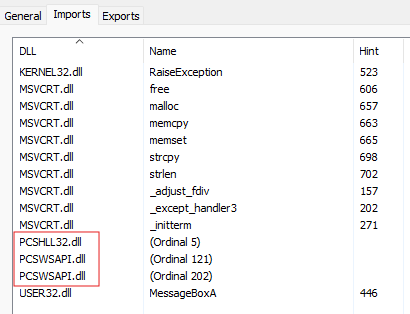 General Imports Exports
DLL Name Hint
KERNEL32.dll RaiseException 523
MSVCRT.dll free 606
MSVCRT.dll malloc 657
MSVCRT.dll memcpy 663
MSVCRT.dll memset 665
MSVCRT.dll strcpy 698
MSVCRT.dll strlen 702
MSVCRT.dll _adjust_fdiv 157
MSVCRT.dll _except_handler3 202
MSVCRT.dll _initterm 271
PCSHLL32.dll (Ordinal 5)
PCSWSAPI.dll (Ordinal 121)
PCSWSAPI.dll (Ordinal 202)
USER32.dll MessageBoxA 446